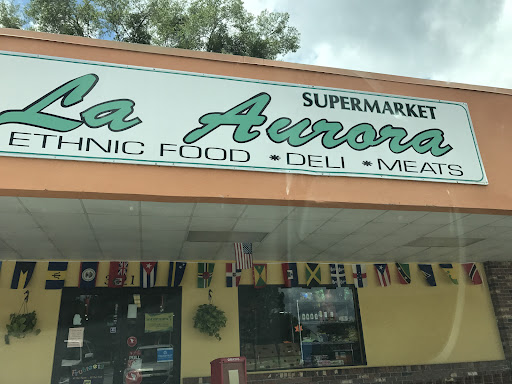 SUPERMARKET
La Aurora
ETHNIC FOOD * DELI * MEATS